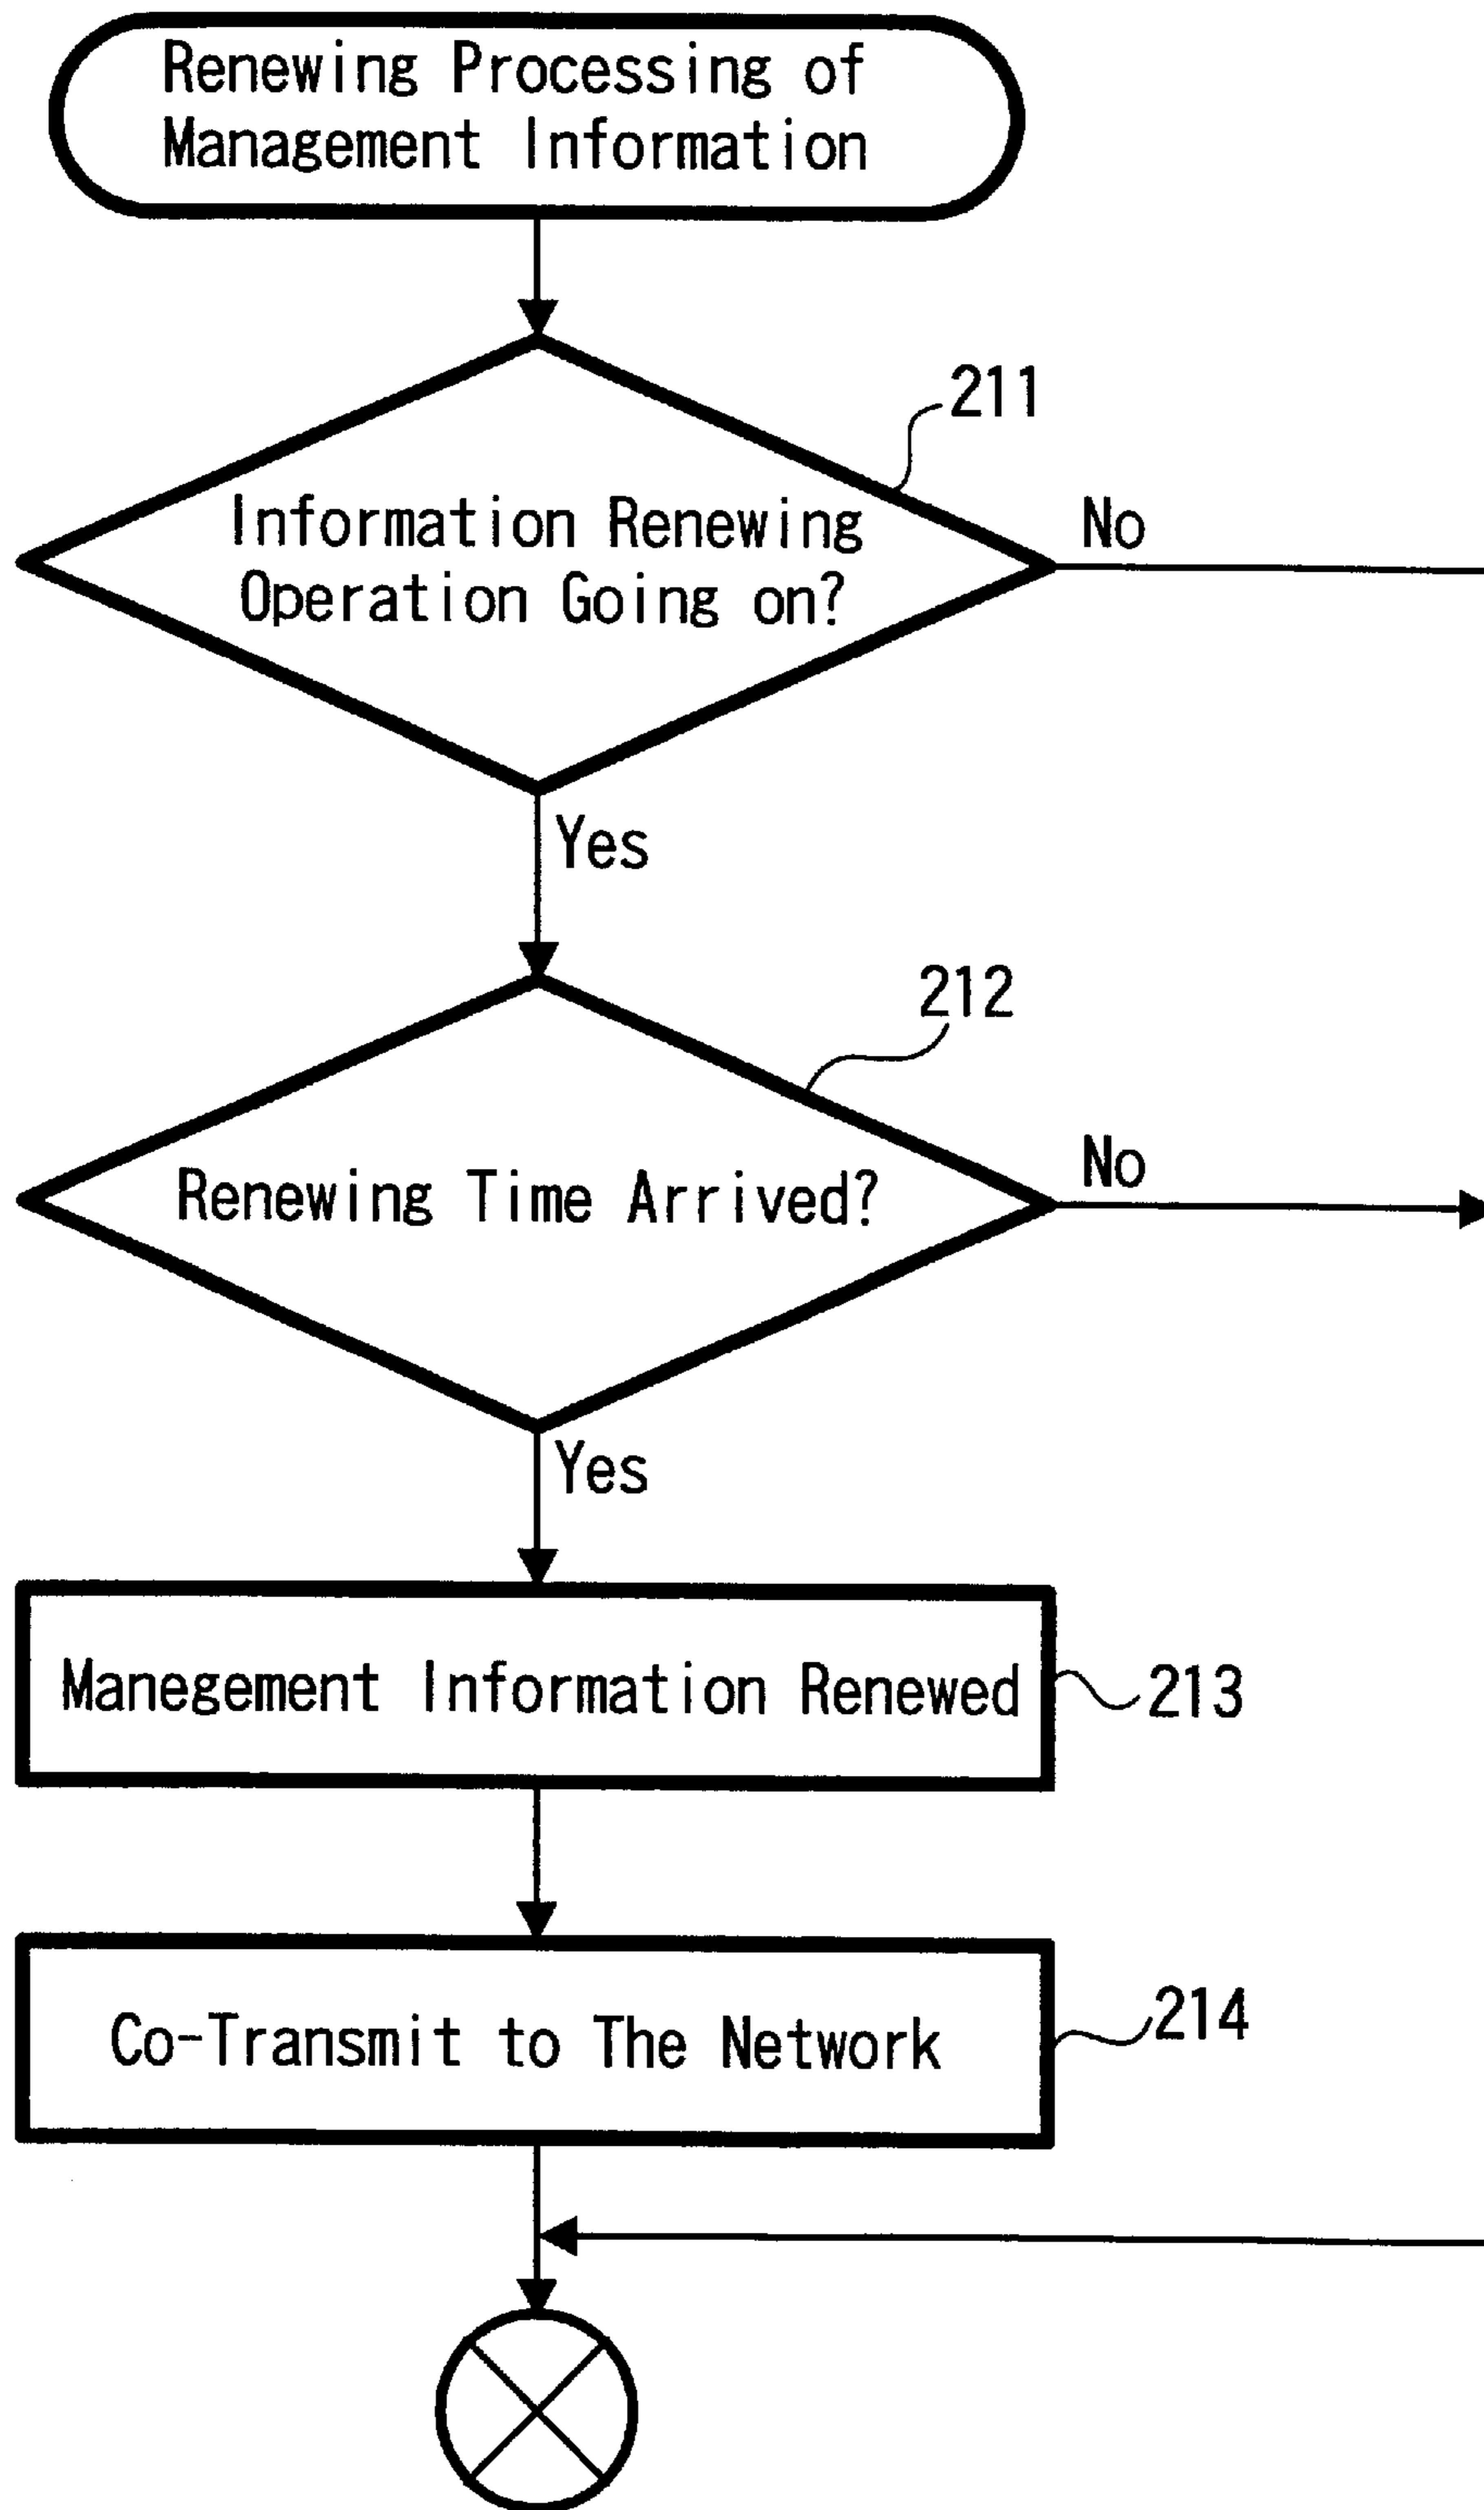 Renewing Processing of
Management Information
211
Information Renewing
Operation Going on?
No
Yes
212
Renewing Time Arrived?
No
Yes
Manegement Information Renewed
213
Co-Transmit to The Network
214